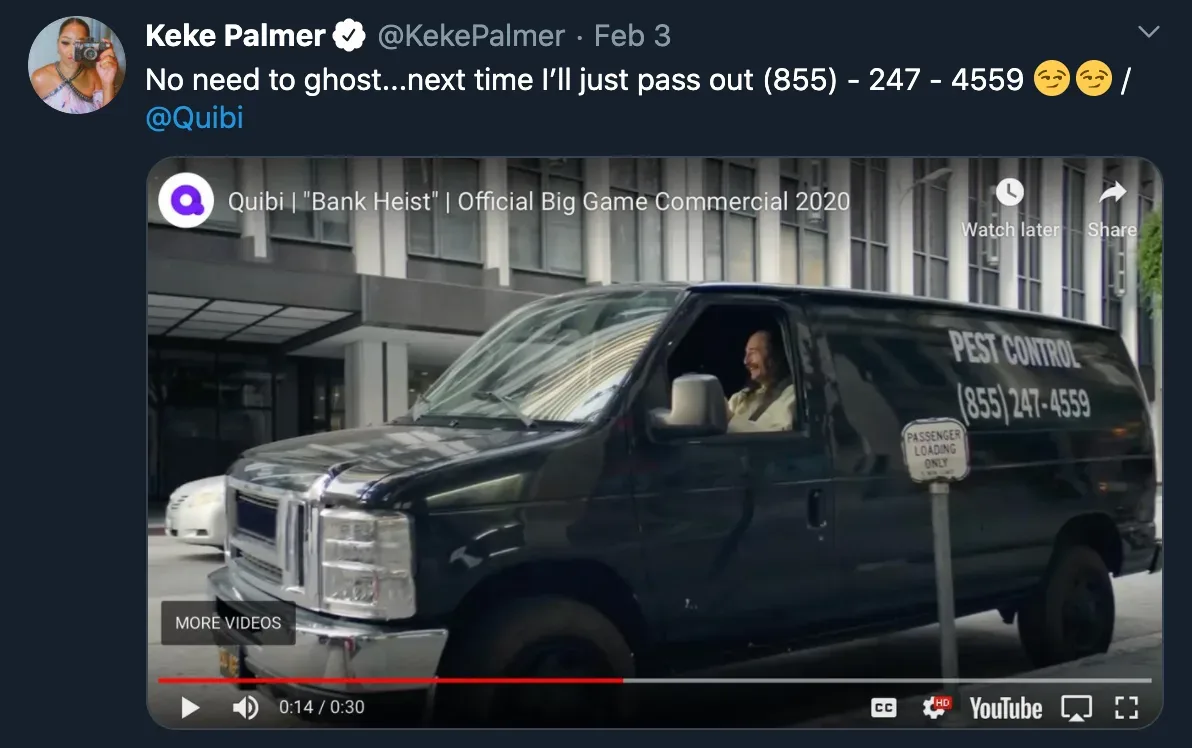 Keke Palmer @KekePalmer · Feb 3
No need to ghost...next time I'll just pass out (855) - 247 - 4559 😏😏 /
@Quibi
Quibi | "Bank Heist" | Official Big Game Commercial 2020
Watch later
Share
PEST CONTROL
(855) 247-4559
PASSENGER
LOADING
ONLY
MORE VIDEOS
0:14 / 0:30
CC
HD
YouTube